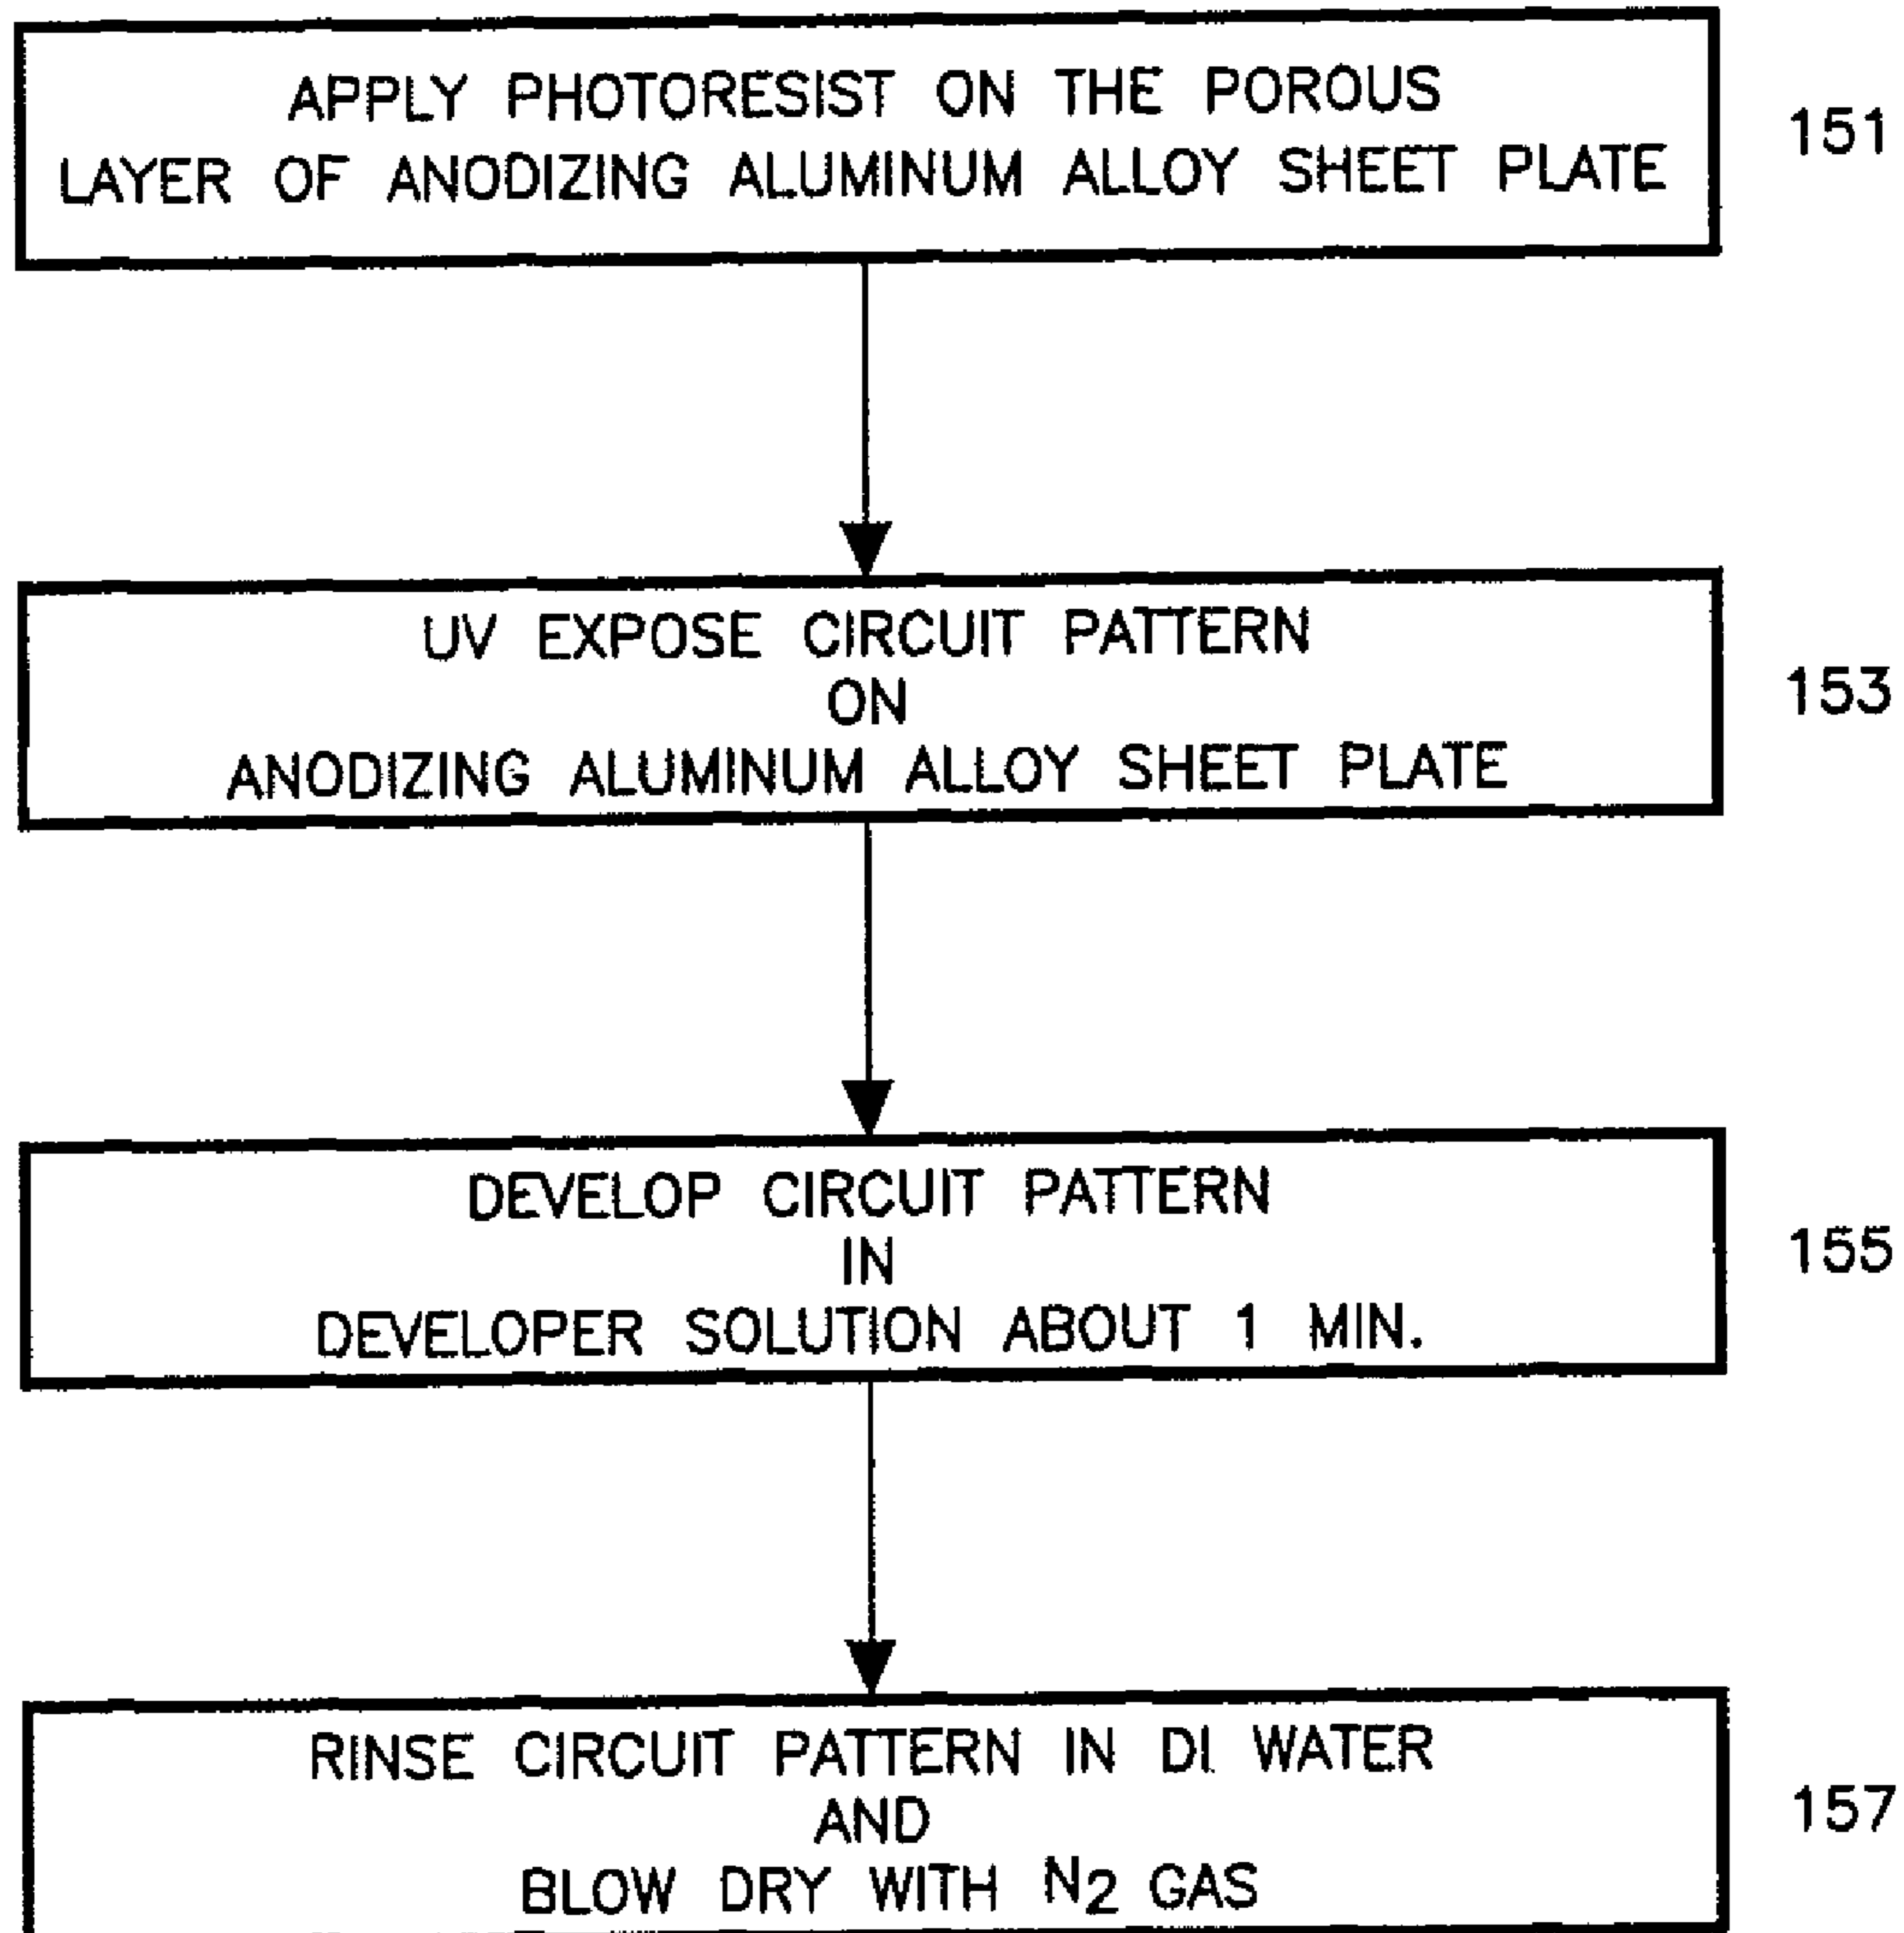 APPLY PHOTORESIST ON THE POROUS
LAYER OF ANODIZING ALUMINUM ALLOY SHEET PLATE
151
UV EXPOSE CIRCUIT PATTERN
ON
ANODIZING ALUMINUM ALLOY SHEET PLATE
153
DEVELOP CIRCUIT PATTERN
IN
DEVELOPER SOLUTION ABOUT 1 MIN.
155
RINSE CIRCUIT PATTERN IN DI WATER
AND
BLOW DRY WITH N2 GAS
157